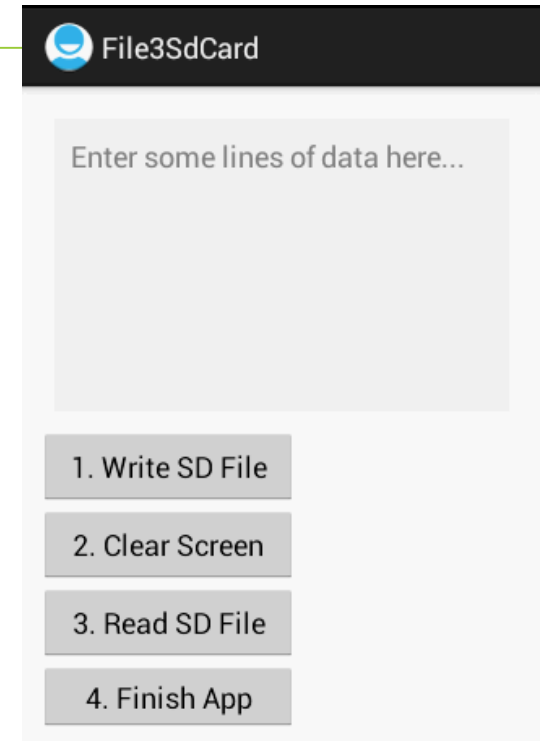 File3SdCard
Enter some lines of data here...
1. Write SD File
2. Clear Screen
3. Read SD File
4. Finish App